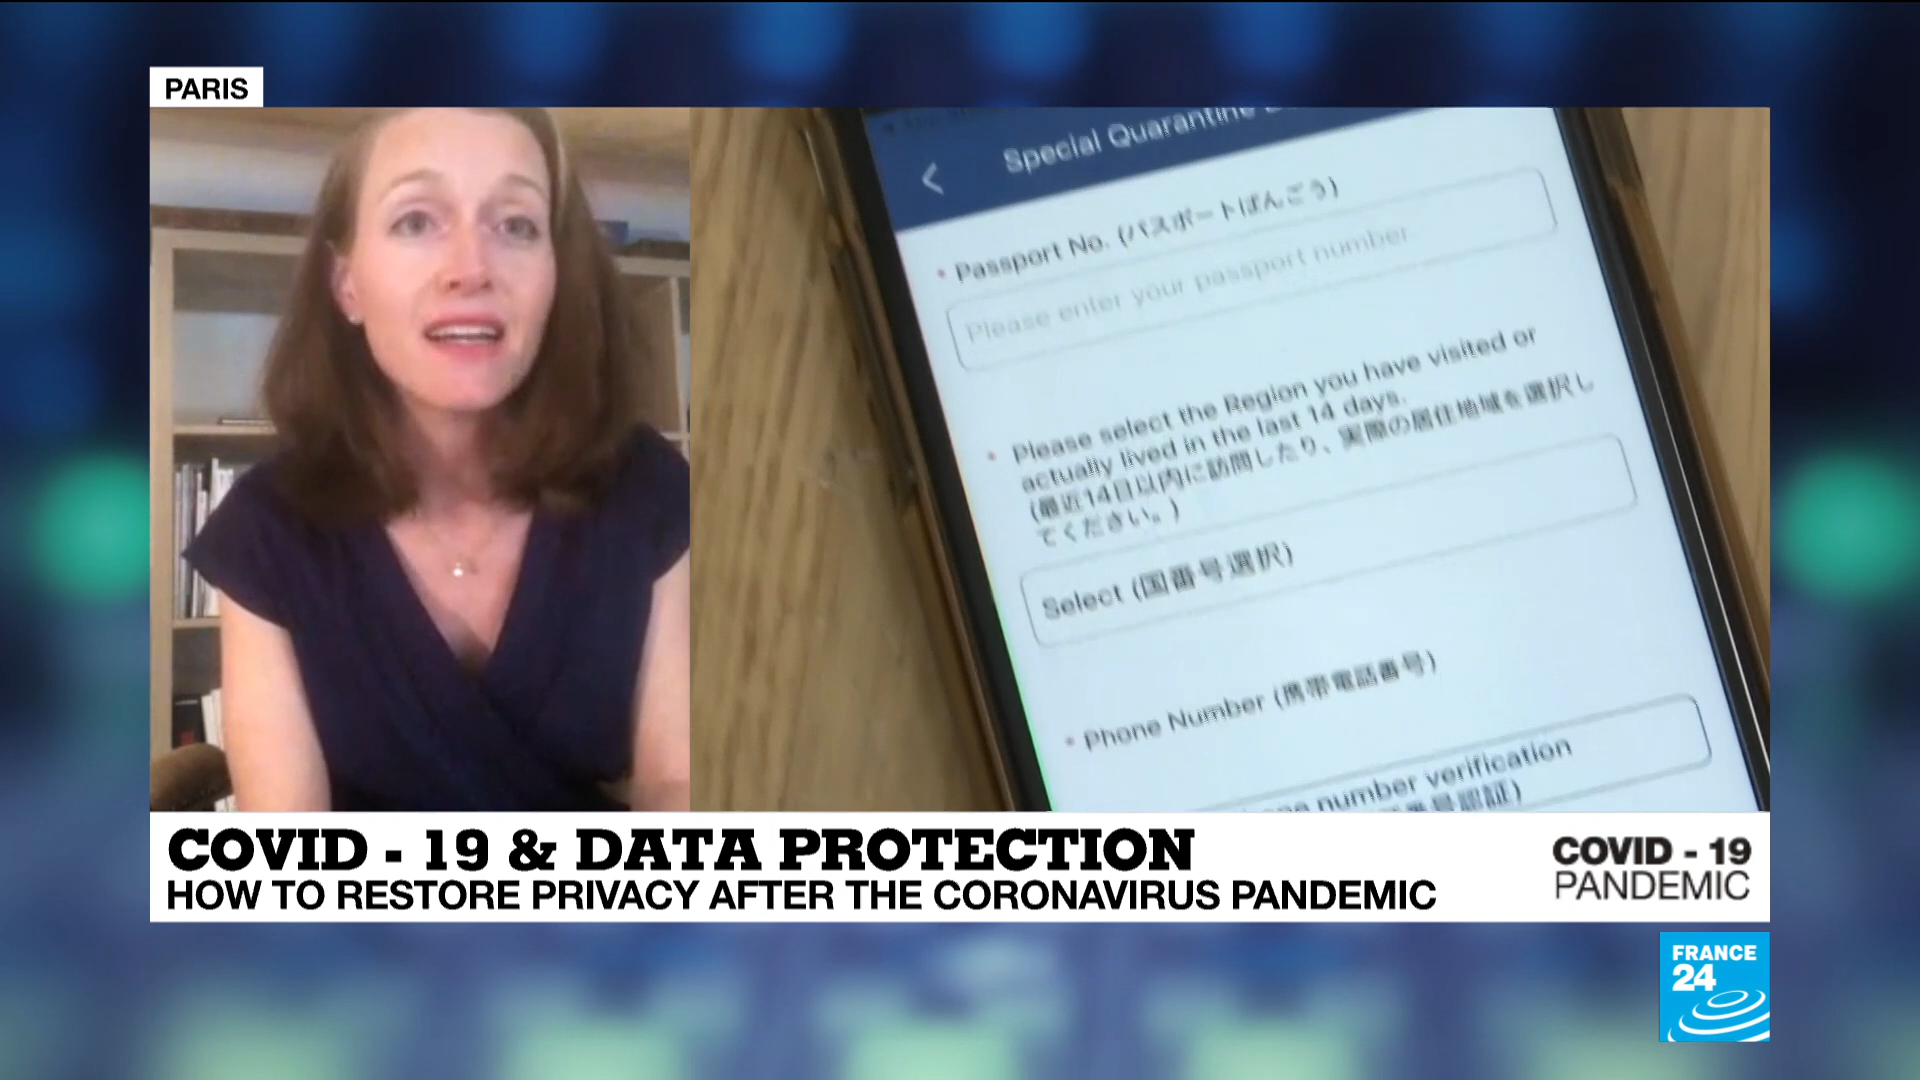 PARIS
Special Quarantine
* Passport No. (パスポートばんごう)
Please enter your passport number
* Please select the Region you have visited or
actually lived in the last 14 days.
(最近14日以内に訪問したり、実際の居住地域を選択し
てください。)
Select (国番号選択)
* Phone Number (携帯電話番号)
number verification
番号認証)
COVID - 19 & DATA PROTECTION
HOW TO RESTORE PRIVACY AFTER THE CORONAVIRUS PANDEMIC
COVID - 19
PANDEMIC
FRANCE
24